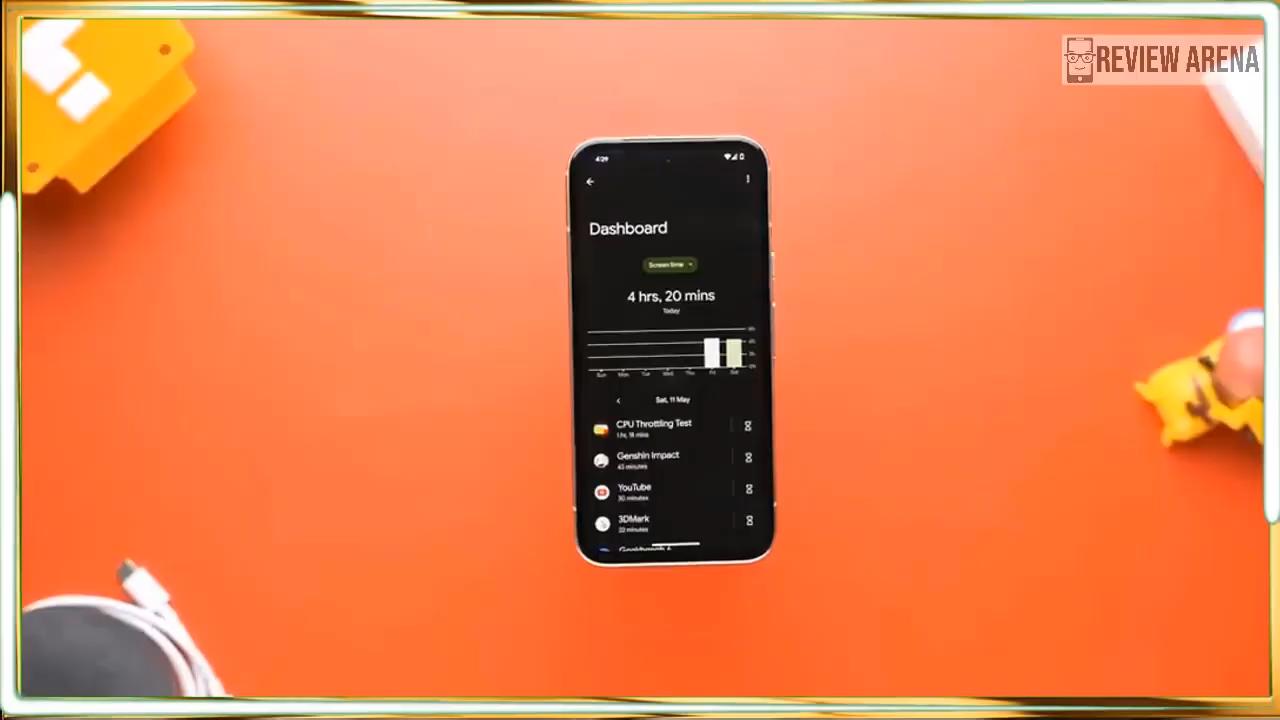 REVIEW ARENA
4:29
Dashboard
Screen time
4 hrs, 20 mins
Today
Sun Mon Tue Wed Thu Fri Sat
Sat, 11 May
CPU Throttling Test
Genshin Impact
43 minutes
YouTube
30 minutes
3DMark
22 minutes